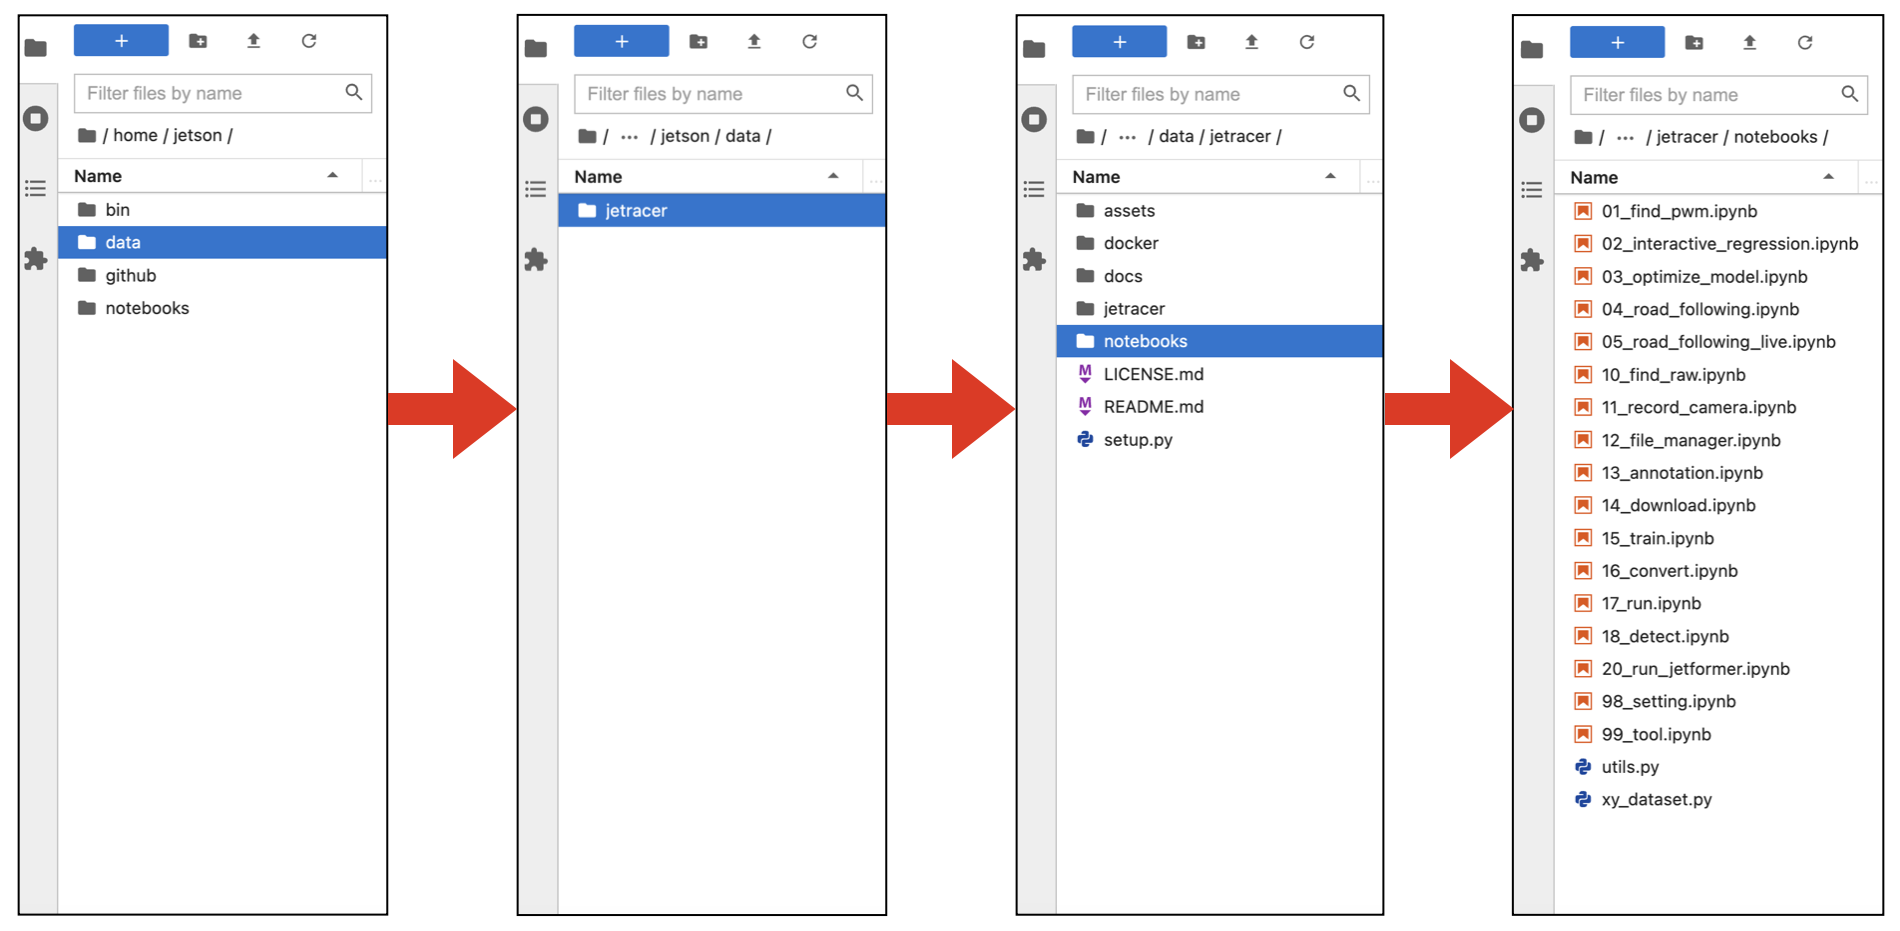 +
Filter files by name
/ home / jetson /
Name
...
bin
data
github
notebooks
+
Filter files by name
/ ··· / jetson / data /
Name
...
jetracer
+
Filter files by name
/ ··· / data / jetracer /
Name
...
assets
docker
docs
jetracer
notebooks
M LICENSE.md
M README.md
setup.py
+
Filter files by name
/ ··· / jetracer / notebooks /
Name
...
01_find_pwm.ipynb
02_interactive_regression.ipynb
03_optimize_model.ipynb
04_road_following.ipynb
05_road_following_live.ipynb
10_find_raw.ipynb
11_record_camera.ipynb
12_file_manager.ipynb
13_annotation.ipynb
14_download.ipynb
15_train.ipynb
16_convert.ipynb
17_run.ipynb
18_detect.ipynb
20_run_jetformer.ipynb
98_setting.ipynb
99_tool.ipynb
utils.py
xy_dataset.py